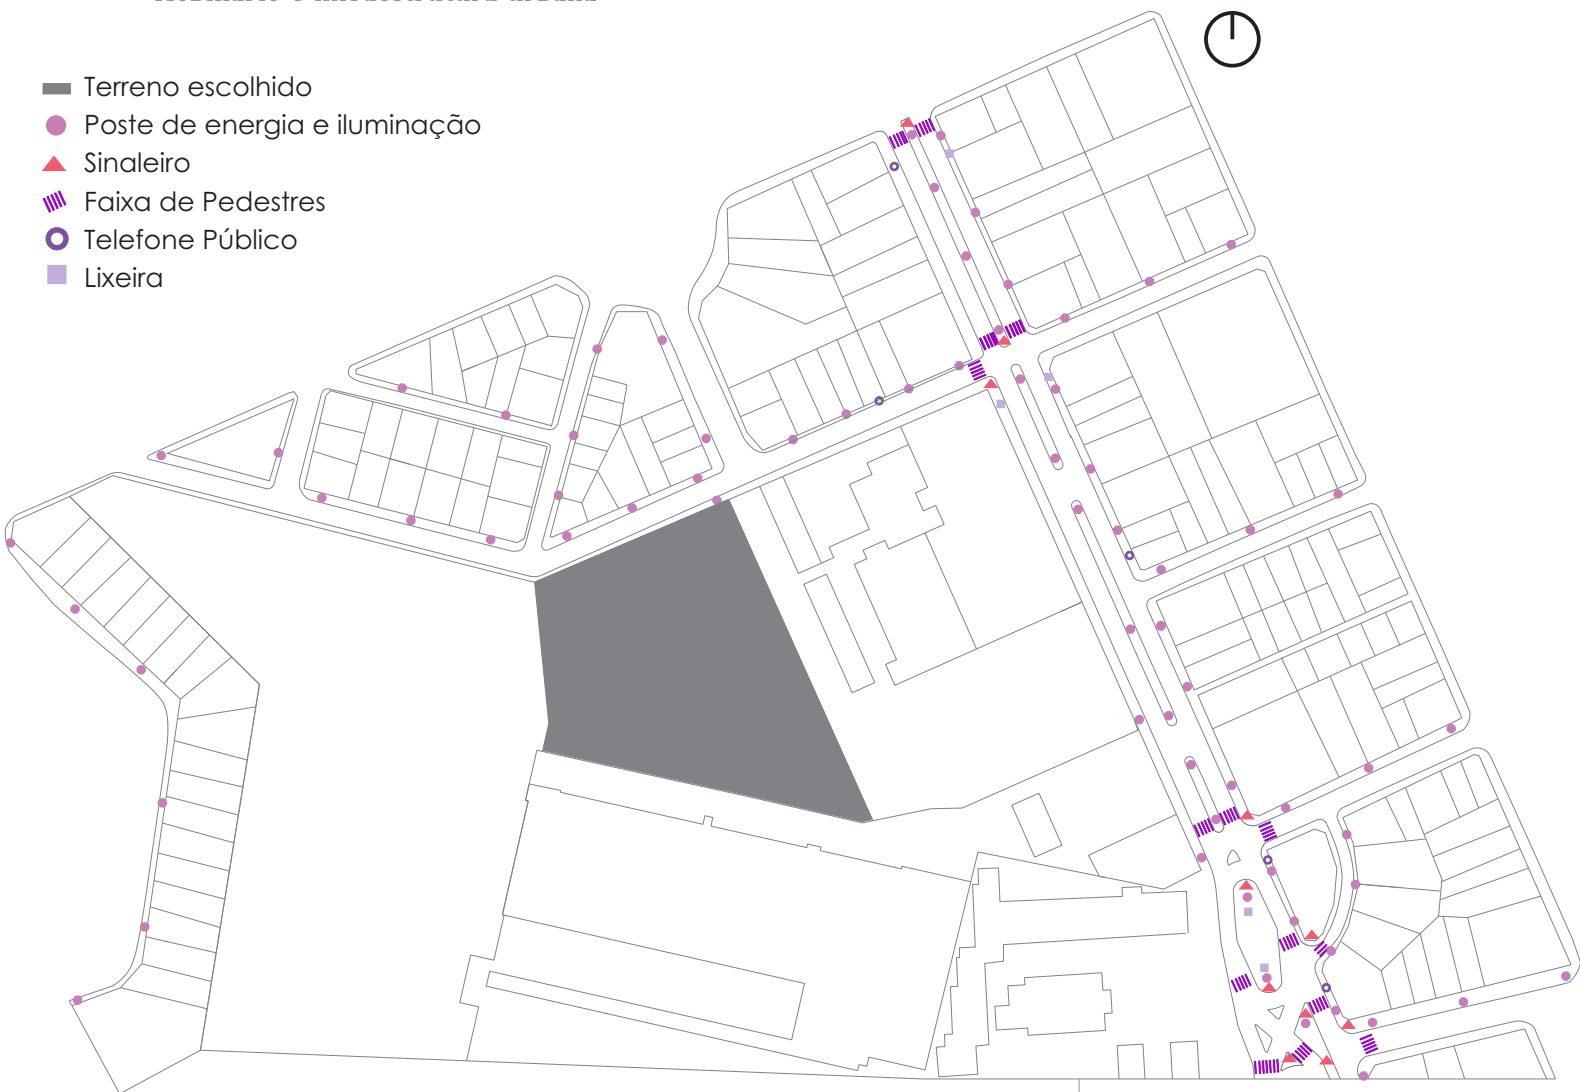 Terreno escolhido
Poste de energia e iluminação
Sinaleiro
Faixa de Pedestres
Telefone Público
Lixeira